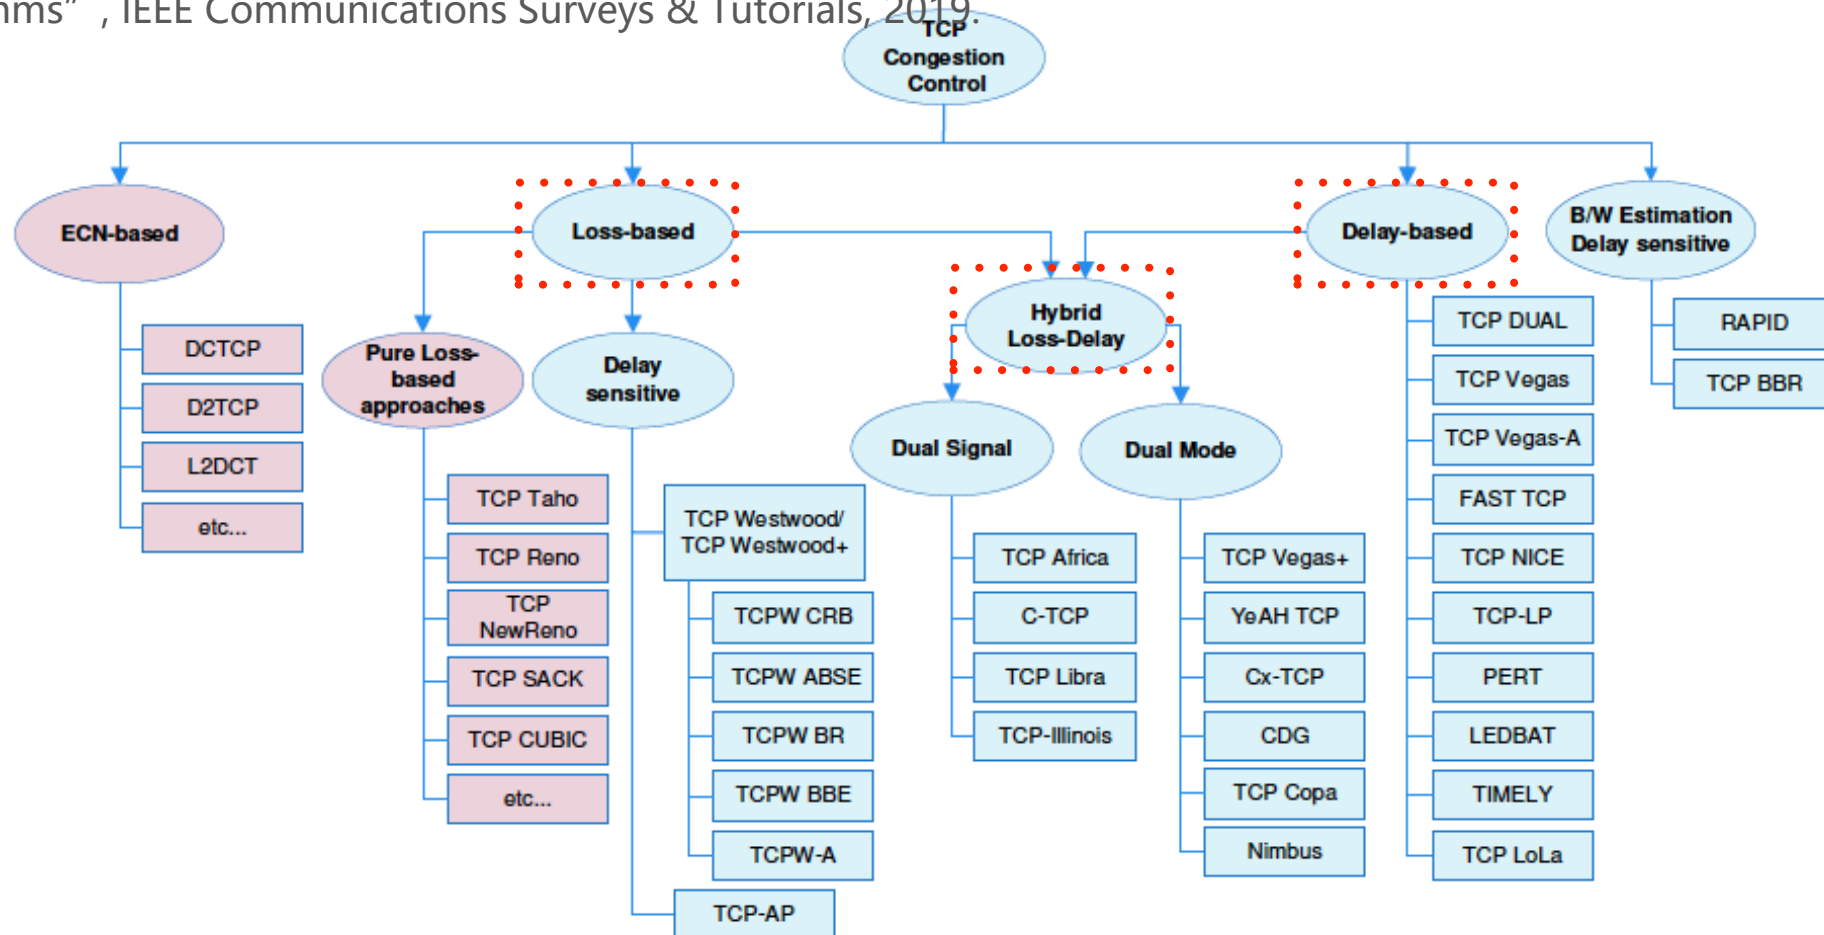 nms" , IEEE Communications Surveys & Tutorials, 2019.
TCP
Congestion
Control
ECN-based
DCTCP
D2TCP
L2DCT
etc...
Loss-based
Pure Loss-
based
approaches
TCP Taho
TCP Reno
TCP
NewReno
TCP SACK
TCP CUBIC
etc...
Delay
sensitive
TCP Westwood/
TCP Westwood+
TCPW CRB
TCPW ABSE
TCPW BR
TCPW BBE
TCPW-A
TCP-AP
Hybrid
Loss-Delay
Dual Signal
TCP Africa
C-TCP
TCP Libra
TCP-Illinois
Dual Mode
TCP Vegas+
YeAH TCP
Cx-TCP
CDG
TCP Copa
Nimbus
Delay-based
TCP DUAL
TCP Vegas
TCP Vegas-A
FAST TCP
TCP NICE
TCP-LP
PERT
LEDBAT
TIMELY
TCP LoLa
B/W Estimation
Delay sensitive
RAPID
TCP BBR